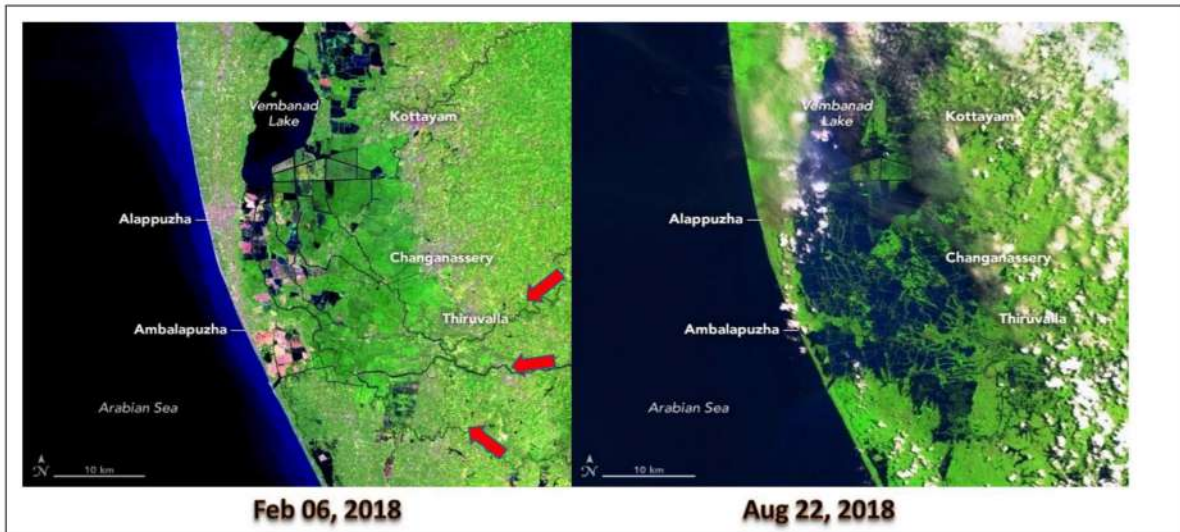 Vembanad
Lake
Kottayam
Alappuzha
Changanassery
Thiruvalla
Ambalapuzha
Arabian Sea
N
10 km
Feb 06, 2018
Vembanad
Lake
Kottayam
Alappuzha
Changanassery
Thiruvalla
Ambalapuzha
Arabian Sea
N
10 km
Aug 22, 2018